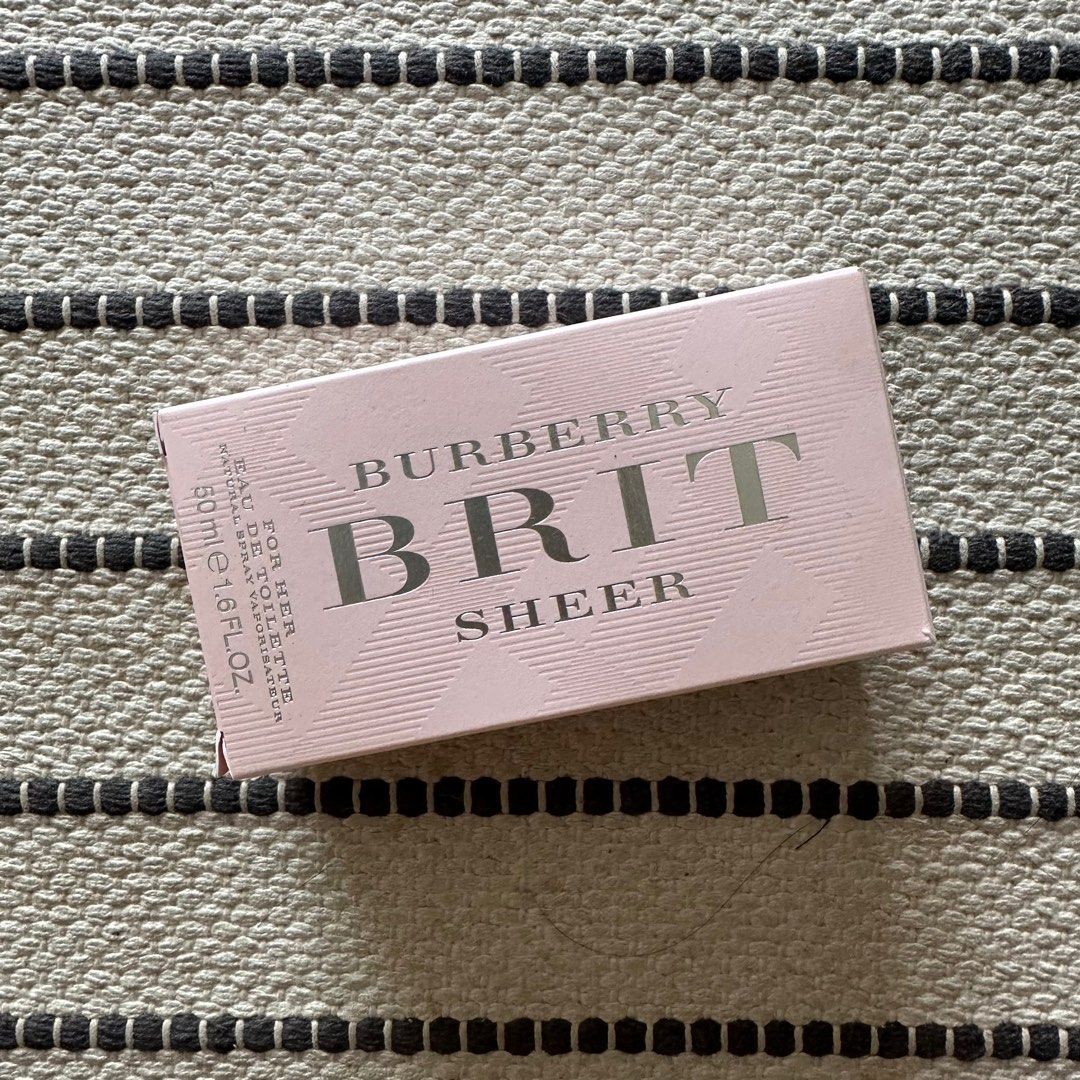 BURBERRY
BRIT
SHEER
FOR HER
EAU DE TOILETTE
NATURAL SPRAY VAPORISATEUR
50 ml ℮ 1.6 FL.OZ.